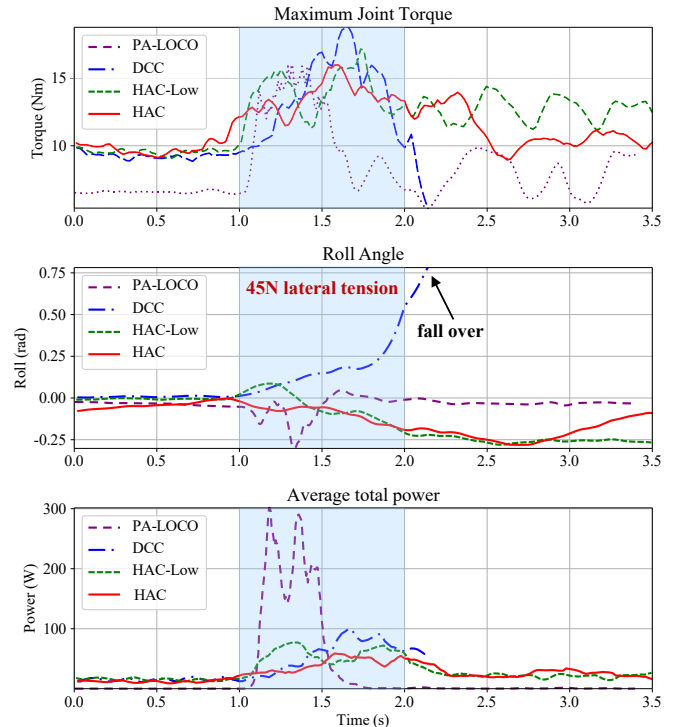 Maximum Joint Torque
PA-LOCO
DCC
HAC-Low
HAC
Torque (Nm)
15
10
0.0 0.5 1.0 1.5 2.0 2.5 3.0 3.5
Roll Angle
PA-LOCO
DCC
HAC-Low
HAC
45N lateral tension
fall over
Roll (rad)
0.75
0.50
0.25
0.00
-0.25
0.0 0.5 1.0 1.5 2.0 2.5 3.0 3.5
Average total power
PA-LOCO
DCC
HAC-Low
HAC
Power (W)
300
200
100
0
0.0 0.5 1.0 1.5 2.0 2.5 3.0 3.5
Time (s)